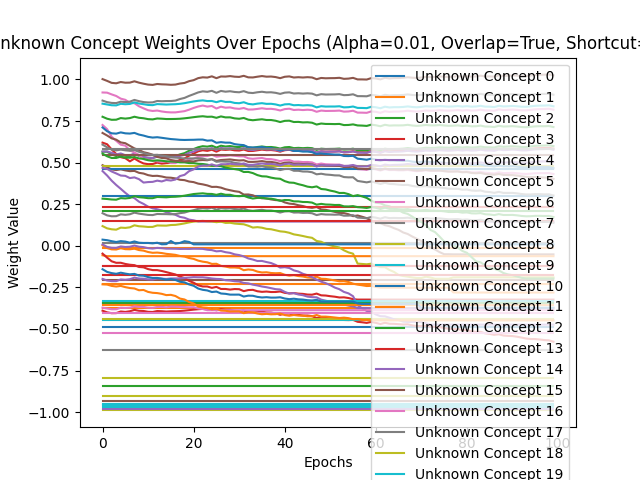 nknown Concept Weights Over Epochs (Alpha=0.01, Overlap=True, Shortcut=
Weight Value
1.00
0.75
0.50
0.25
0.00
−0.25
−0.50
−0.75
−1.00
0
20
40
60
80
100
Epochs
Unknown Concept 0
Unknown Concept 1
Unknown Concept 2
Unknown Concept 3
Unknown Concept 4
Unknown Concept 5
Unknown Concept 6
Unknown Concept 7
Unknown Concept 8
Unknown Concept 9
Unknown Concept 10
Unknown Concept 11
Unknown Concept 12
Unknown Concept 13
Unknown Concept 14
Unknown Concept 15
Unknown Concept 16
Unknown Concept 17
Unknown Concept 18
Unknown Concept 19